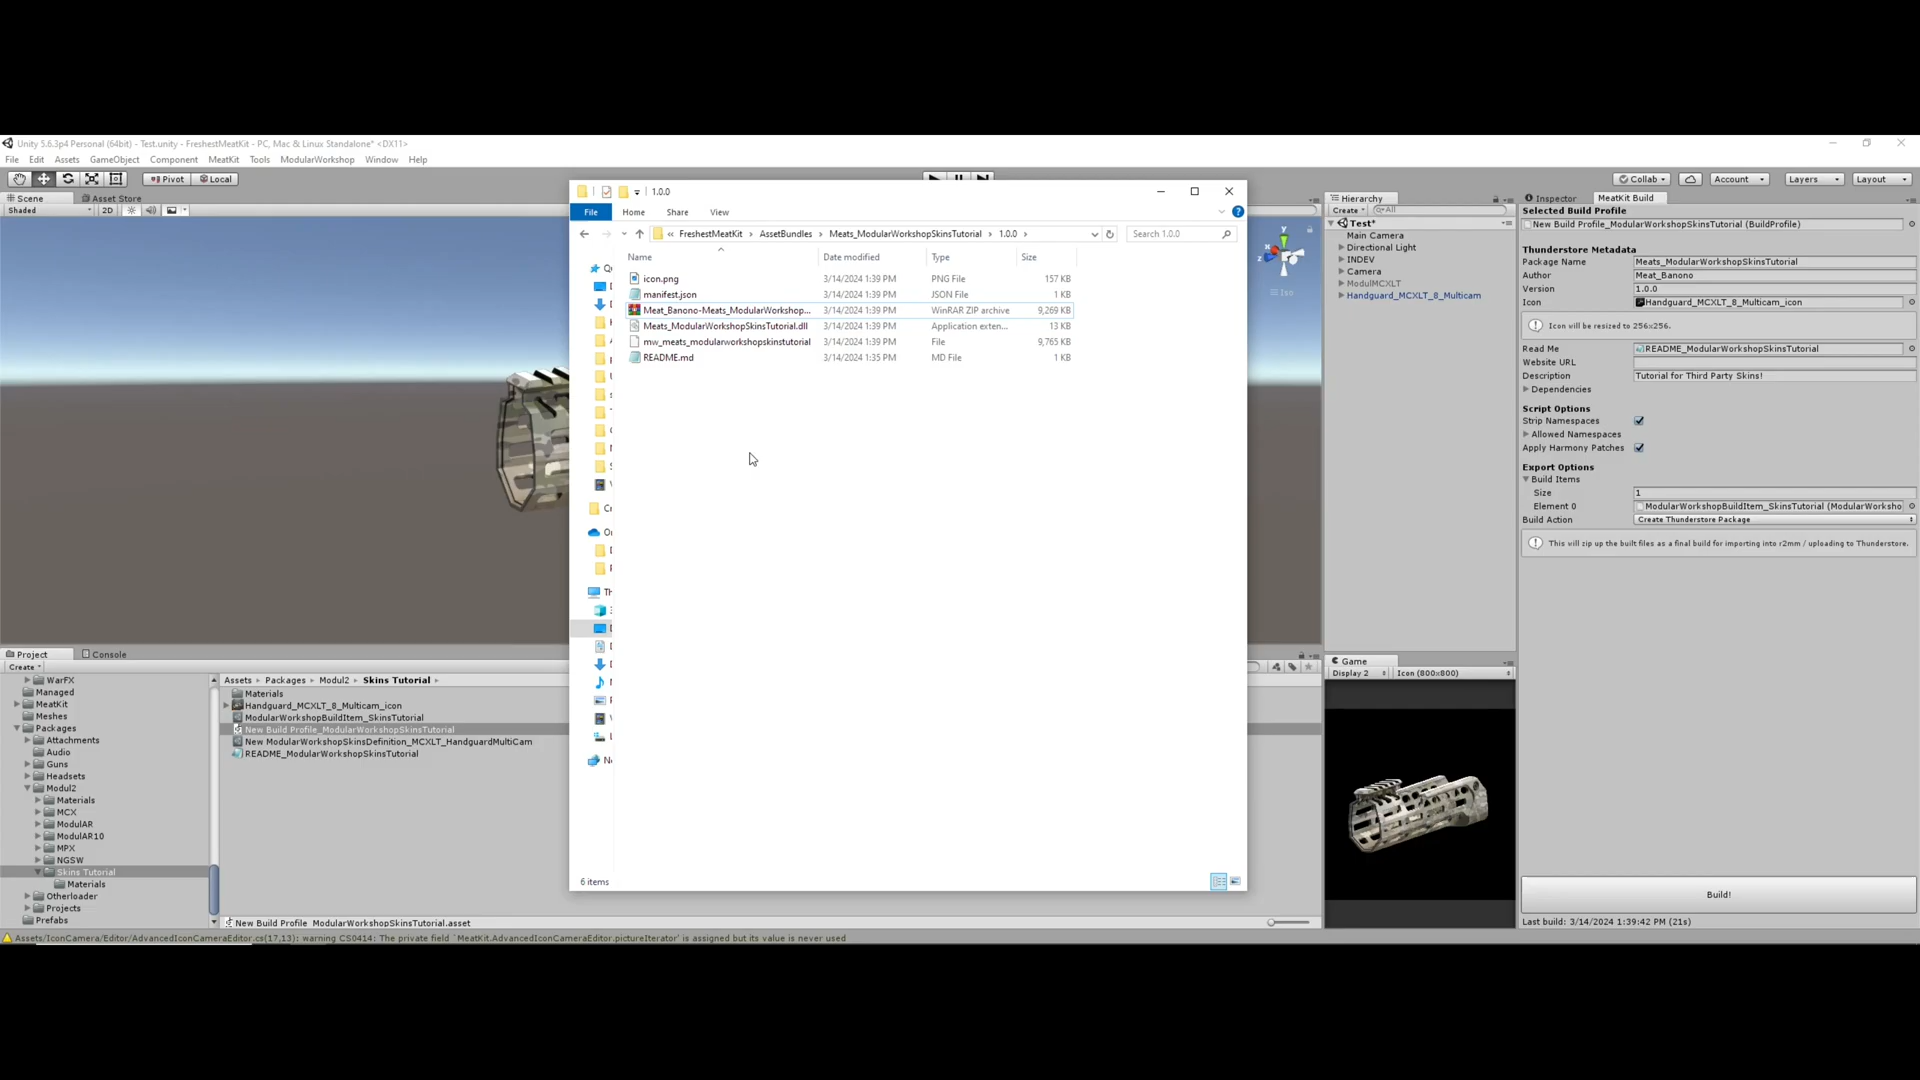 Unity 5.6.3p4 Personal (64bit) - Test.unity - FreshestMeatKit - PC, Mac & Linux Standalone* <DX11>
File Edit Assets GameObject Component MeatKit Tools ModularWorkshop Window Help
Pivot Local
Collab Account Layers Layout
Scene Asset Store
Shaded 2D
1.0.0
File Home Share View
« FreshestMeatKit › AssetBundles › Meats_ModularWorkshopSkinsTutorial › 1.0.0 ›
Search 1.0.0
Name Date modified Type Size
icon.png 3/14/2024 1:39 PM PNG File 157 KB
manifest.json 3/14/2024 1:39 PM JSON File 1 KB
Meat_Banono-Meats_ModularWorkshop... 3/14/2024 1:39 PM WinRAR ZIP archive 9,269 KB
Meats_ModularWorkshopSkinsTutorial.dll 3/14/2024 1:39 PM Application exten... 13 KB
mw_meats_modularworkshopskinstutorial 3/14/2024 1:39 PM File 9,765 KB
README.md 3/14/2024 1:35 PM MD File 1 KB
6 items
y
x
z
Iso
Hierarchy
Create All
Test*
Main Camera
Directional Light
INDEV
Camera
ModulMCXLT
Handguard_MCXLT_8_Multicam
Game
Display 2 Icon (800x800)
Inspector MeatKit Build
Selected Build Profile
New Build Profile_ModularWorkshopSkinsTutorial (BuildProfile)
Thunderstore Metadata
Package Name Meats_ModularWorkshopSkinsTutorial
Author Meat_Banono
Version 1.0.0
Icon Handguard_MCXLT_8_Multicam_icon
Icon will be resized to 256x256.
Read Me README_ModularWorkshopSkinsTutorial
Website URL
Description Tutorial for Third Party Skins!
Dependencies
Script Options
Strip Namespaces
Allowed Namespaces
Apply Harmony Patches
Export Options
Build Items
Size 1
Element 0 ModularWorkshopBuildItem_SkinsTutorial (ModularWorksho
Build Action Create Thunderstore Package
This will zip up the built files as a final build for importing into r2mm / uploading to Thunderstore.
Build!
Last build: 3/14/2024 1:39:42 PM (21s)
Project Console
Create
WarFX
Managed
MeatKit
Meshes
Packages
Attachments
Audio
Guns
Headsets
Modul2
Materials
MCX
ModulAR
ModulAR10
MPX
NGSW
Skins Tutorial
Materials
Otherloader
Projects
Prefabs
Assets Packages Modul2 Skins Tutorial
Materials
Handguard_MCXLT_8_Multicam_icon
ModularWorkshopBuildItem_SkinsTutorial
New Build Profile_ModularWorkshopSkinsTutorial
New ModularWorkshopSkinsDefinition_MCXLT_HandguardMultiCam
README_ModularWorkshopSkinsTutorial
New Build Profile_ModularWorkshopSkinsTutorial.asset
Assets/IconCamera/Editor/AdvancedIconCameraEditor.cs(17,13): warning CS0414: The private field `MeatKit.AdvancedIconCameraEditor.pictureIterator' is assigned but its value is never used